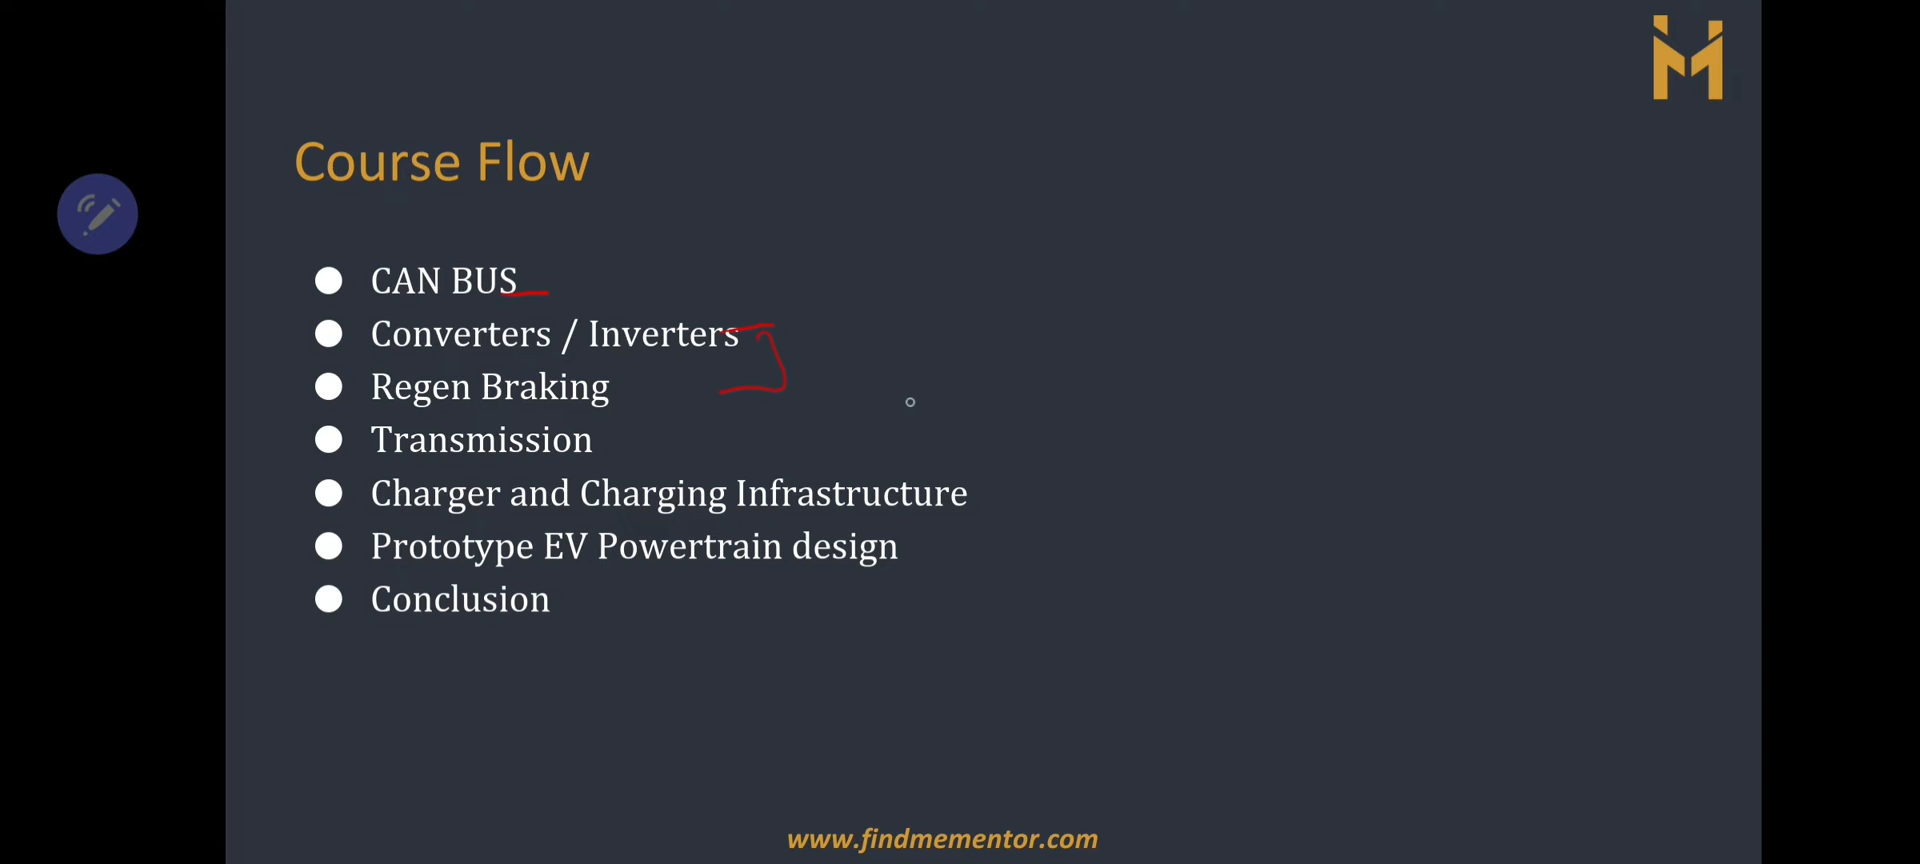 Course Flow
CAN BUS
Converters / Inverters
Regen Braking
Transmission
Charger and Charging Infrastructure
Prototype EV Powertrain design
Conclusion
www.findmementor.com